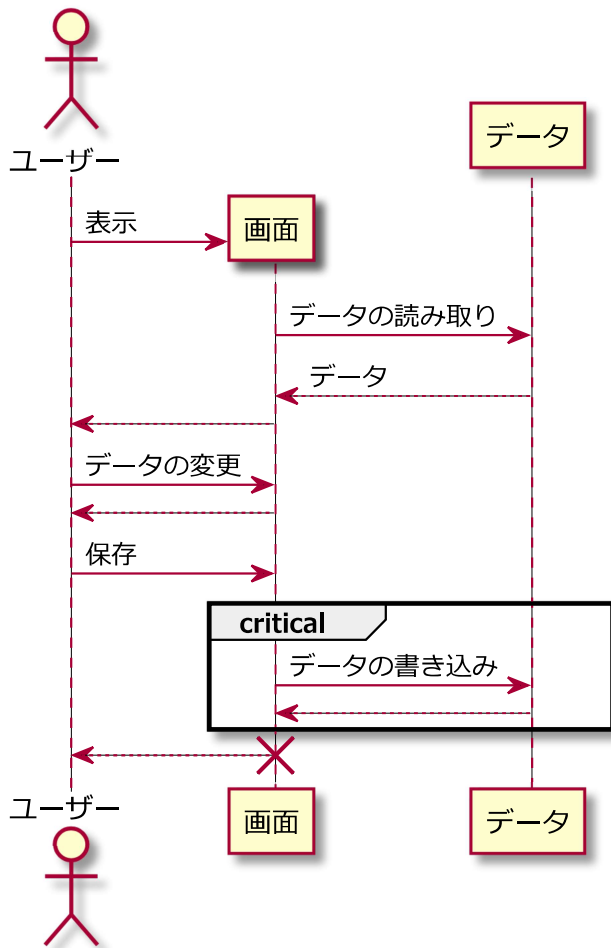 ユーザー
データ
表示
画面
データの読み取り
データ
データの変更
保存
critical
データの書き込み
ユーザー
画面
データ